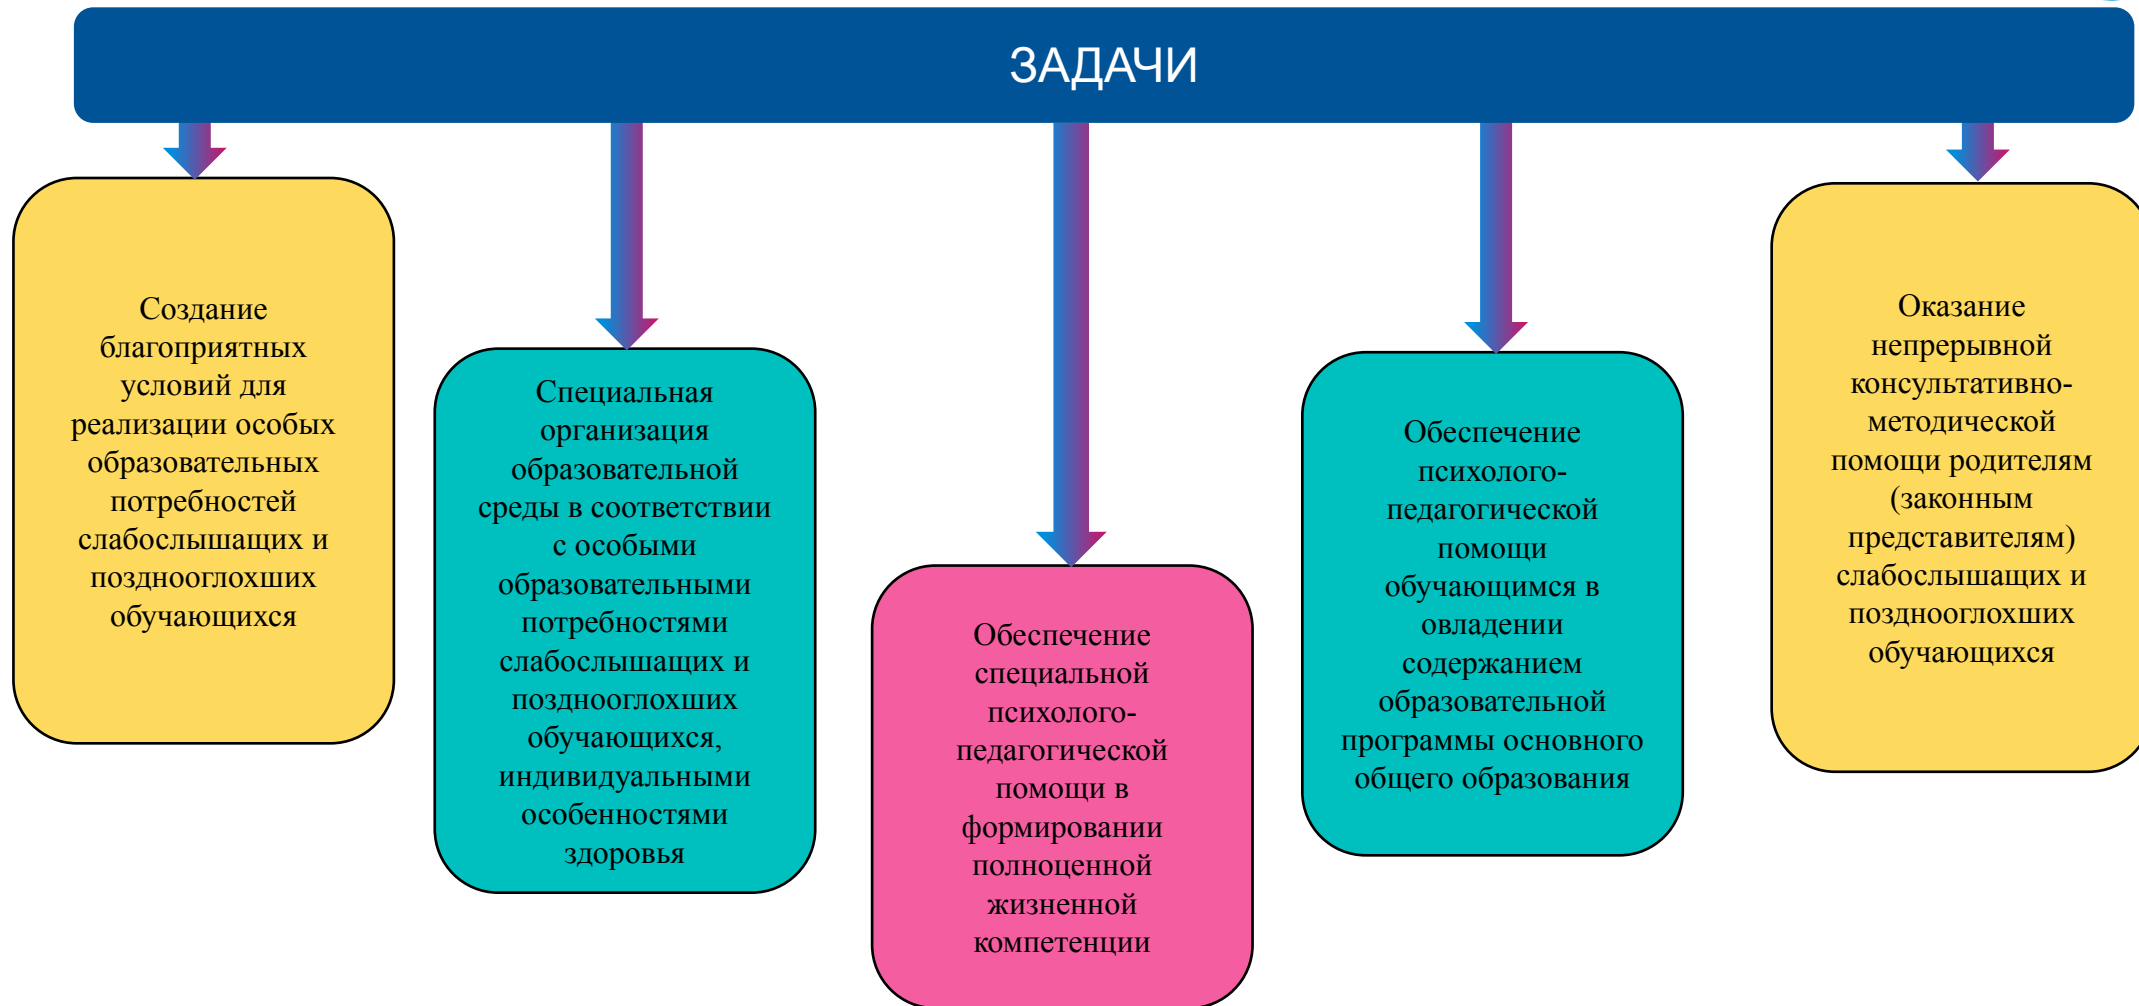 ЗАДАЧИ
Создание
благоприятных
условий для
реализации особых
образовательных
потребностей
слабослышащих и
позднооглохших
обучающихся
Специальная
организация
образовательной
среды в соответствии
с особыми
образовательными
потребностями
слабослышащих и
позднооглохших
обучающихся,
индивидуальными
особенностями
здоровья
Обеспечение
специальной
психолого-
педагогической
помощи в
формировании
полноценной
жизненной
компетенции
Обеспечение
психолого-
педагогической
помощи
обучающимся в
овладении
содержанием
образовательной
программы основного
общего образования
Оказание
непрерывной
консультативно-
методической
помощи родителям
(законным
представителям)
слабослышащих и
позднооглохших
обучающихся